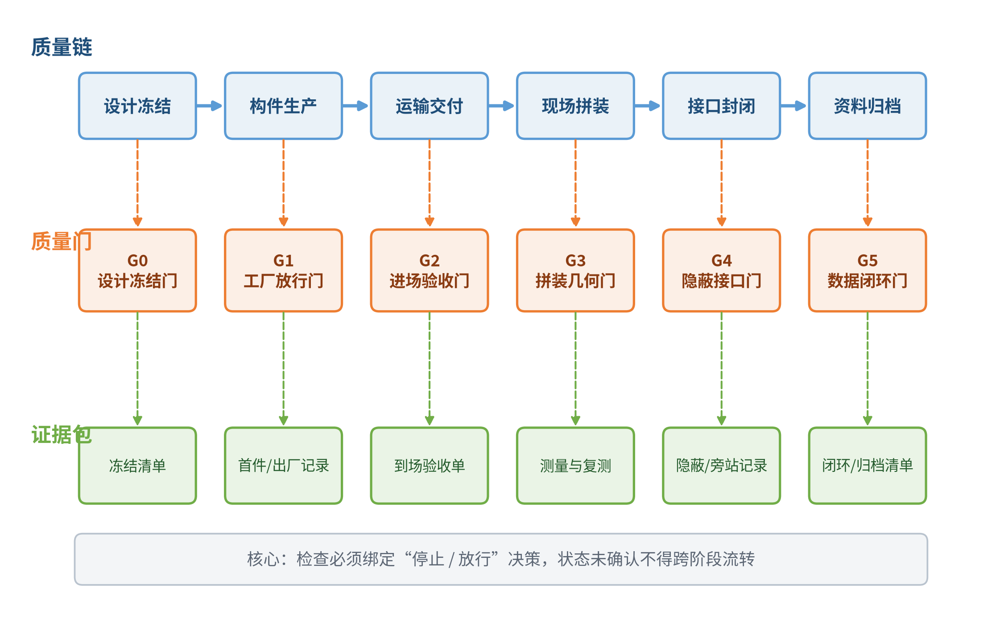 质量链
设计冻结
构件生产
运输交付
现场拼装
接口封闭
资料归档
质量门
G0
设计冻结门
G1
工厂放行门
G2
进场验收门
G3
拼装几何门
G4
隐蔽接口门
G5
数据闭环门
证据包
冻结清单
首件/出厂记录
到场验收单
测量与复测
隐蔽/旁站记录
闭环/归档清单
核心：检查必须绑定“停止 / 放行”决策，状态未确认不得跨阶段流转